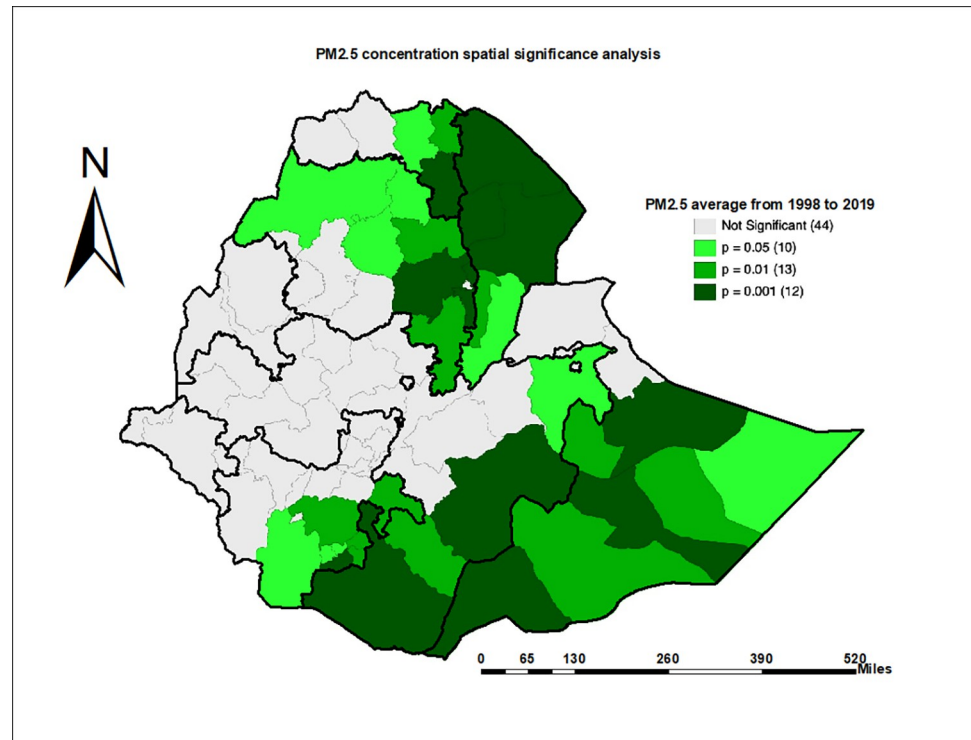 PM2.5 concentration spatial significance analysis
N
PM2.5 average from 1998 to 2019
Not Significant (44)
p = 0.05 (10)
p = 0.01 (13)
p = 0.001 (12)
0 65 130 260 390 520
Miles